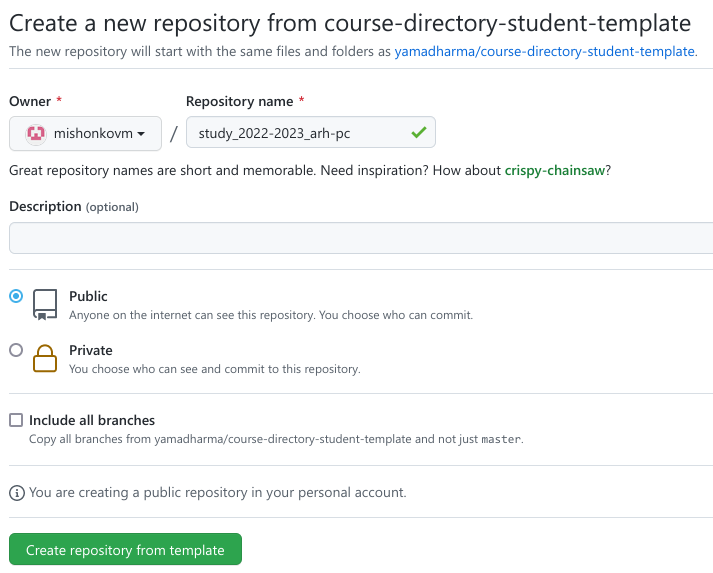 Create a new repository from course-directory-student-template
The new repository will start with the same files and folders as yamadharma/course-directory-student-template.
Owner *
Repository name *
mishonkovm
/
study_2022-2023_arh-pc
Great repository names are short and memorable. Need inspiration? How about crispy-chainsaw?
Description (optional)
Public
Anyone on the internet can see this repository. You choose who can commit.
Private
You choose who can see and commit to this repository.
Include all branches
Copy all branches from yamadharma/course-directory-student-template and not just master.
You are creating a public repository in your personal account.
Create repository from template